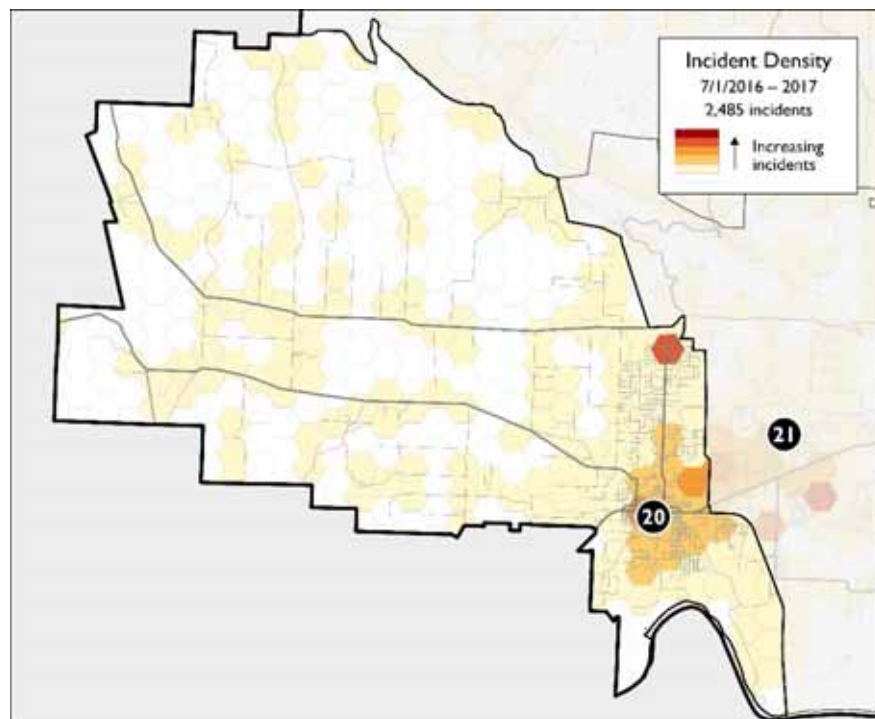 Incident Density
7/1/2016 – 2017
2,485 incidents
Increasing
incidents
21
20